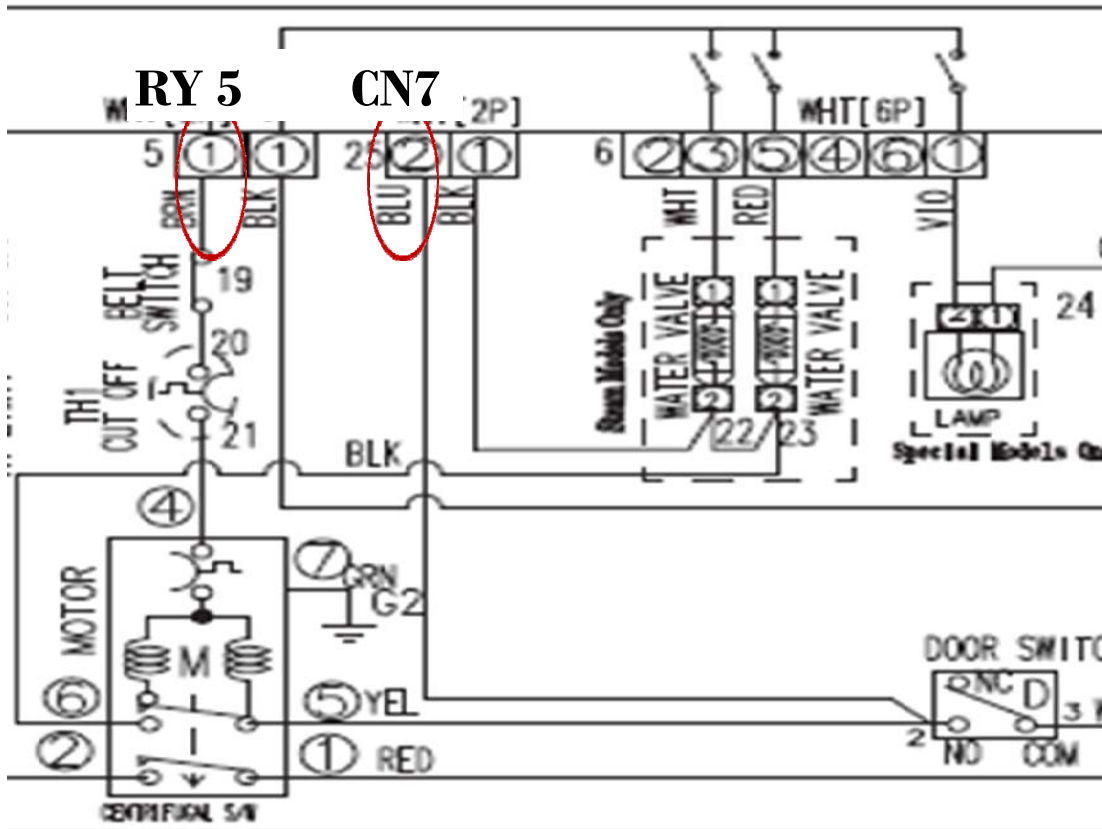 RY 5 CN7
2P] WHT[6P]
5 1 1 2 1 6 2 3 5 4 6 1
BRN BLK BLU BLK WHT RED VIO
BELT SWITCH
19
20
TH1
CUT OFF
21
Steam Models Only
WATER VALVE
1 1
2 2
WATER VALVE
22 23
2 1
24
LAMP
Special Models
BLK
4
MOTOR
7
GRN
G2
M
DOOR SWITC
NC D
6 5 YEL
2 3
NO COM
2 1 RED
CENTRIFUGAL S/W